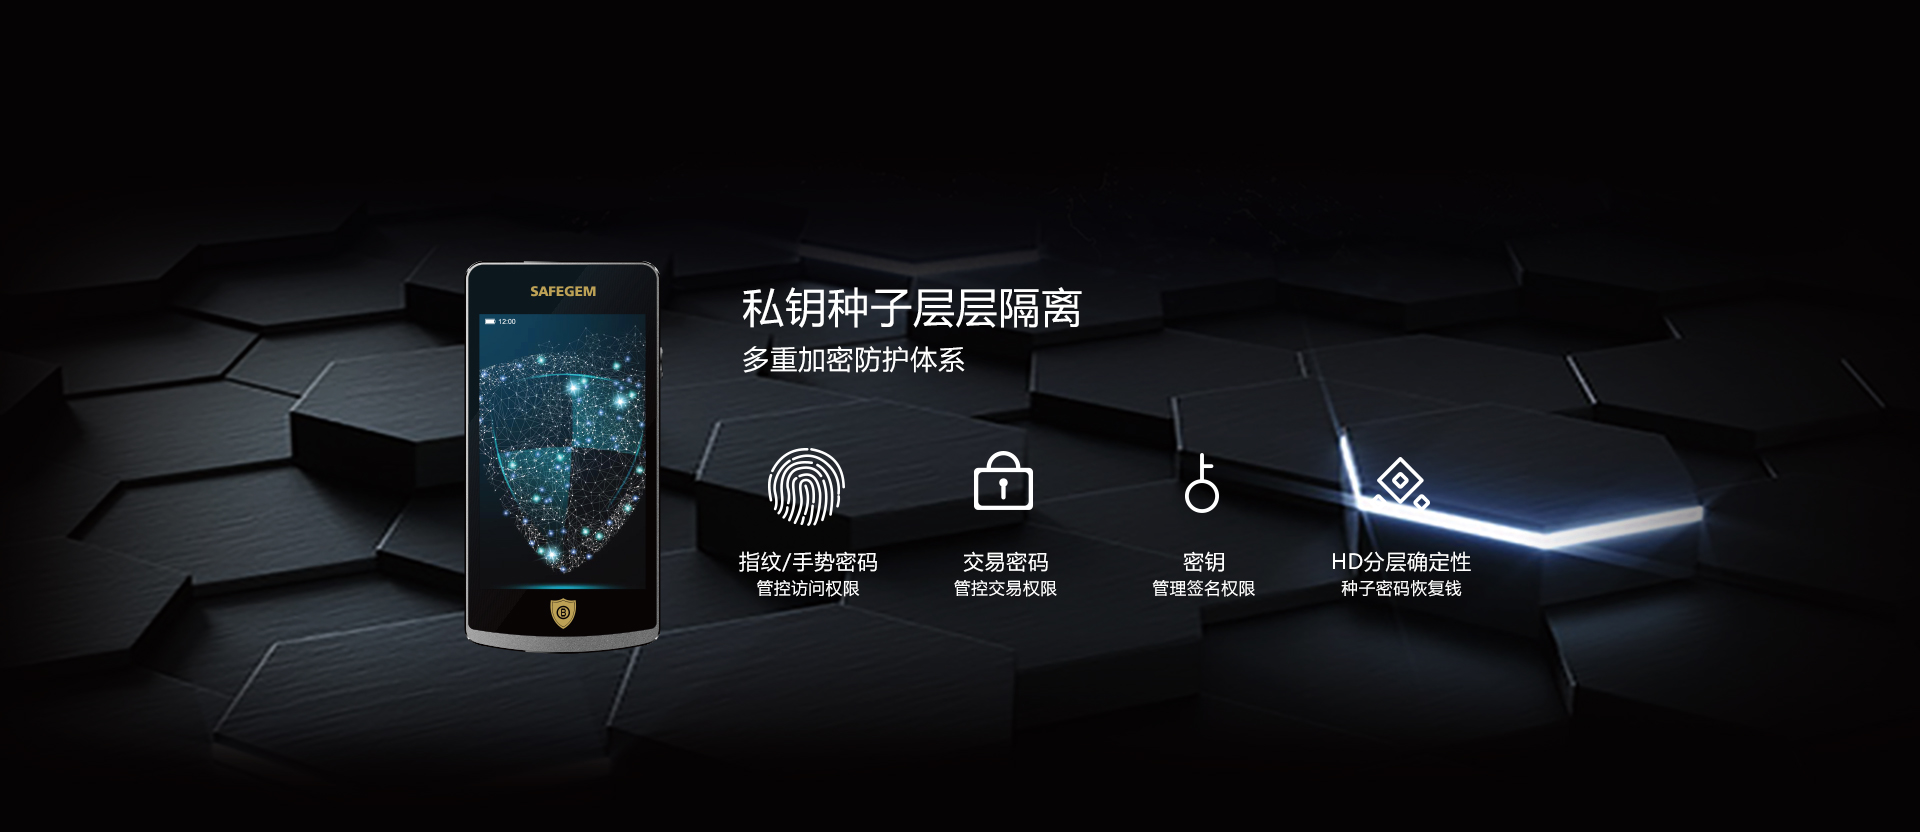 SAFEGEM
12:00
私钥种子层层隔离
多重加密防护体系
指纹/手势密码
管控访问权限
交易密码
管控交易权限
密钥
管理签名权限
HD分层确定性
种子密码恢复钱
B